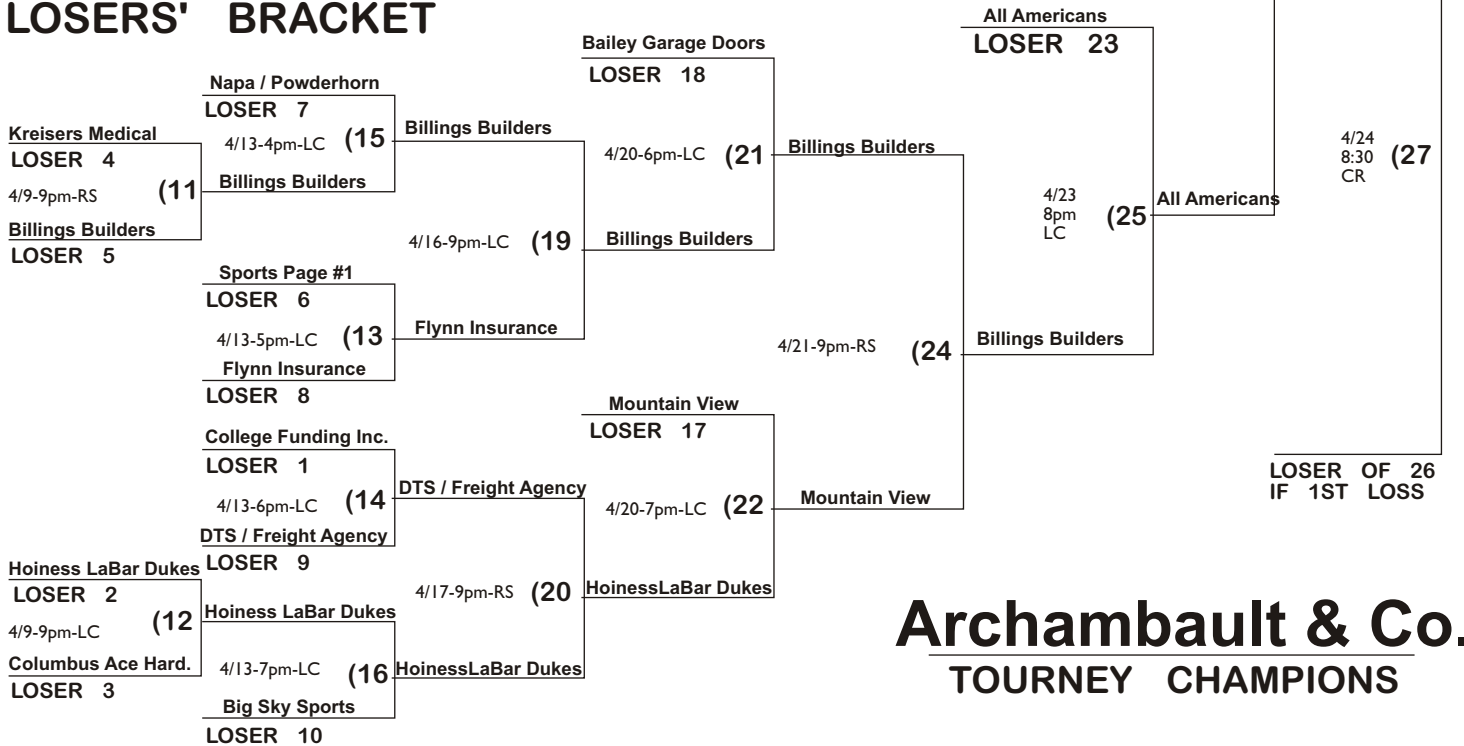 LOSERS' BRACKET
All Americans
LOSER 23
Bailey Garage Doors
LOSER 18
Napa / Powderhorn
LOSER 7
4/13-4pm-LC (15
Billings Builders
Kreisers Medical
LOSER 4
4/9-9pm-RS (11
Billings Builders
LOSER 5
Billings Builders
4/20-6pm-LC (21
Billings Builders
4/24
8:30
CR
(27
4/23
8pm
LC
(25
All Americans
4/16-9pm-LC (19
Billings Builders
Sports Page #1
LOSER 6
4/13-5pm-LC (13
Flynn Insurance
Flynn Insurance
LOSER 8
4/21-9pm-RS (24
Billings Builders
Mountain View
LOSER 17
College Funding Inc.
LOSER 1
4/13-6pm-LC (14
DTS / Freight Agency
DTS / Freight Agency
LOSER 9
4/20-7pm-LC (22
Mountain View
LOSER OF 26
IF 1ST LOSS
Hoiness LaBar Dukes
LOSER 2
4/9-9pm-LC (12
Columbus Ace Hard.
LOSER 3
Hoiness LaBar Dukes
4/17-9pm-RS (20
HoinessLaBar Dukes
4/13-7pm-LC (16
HoinessLaBar Dukes
Big Sky Sports
LOSER 10
Archambault & Co.
TOURNEY CHAMPIONS